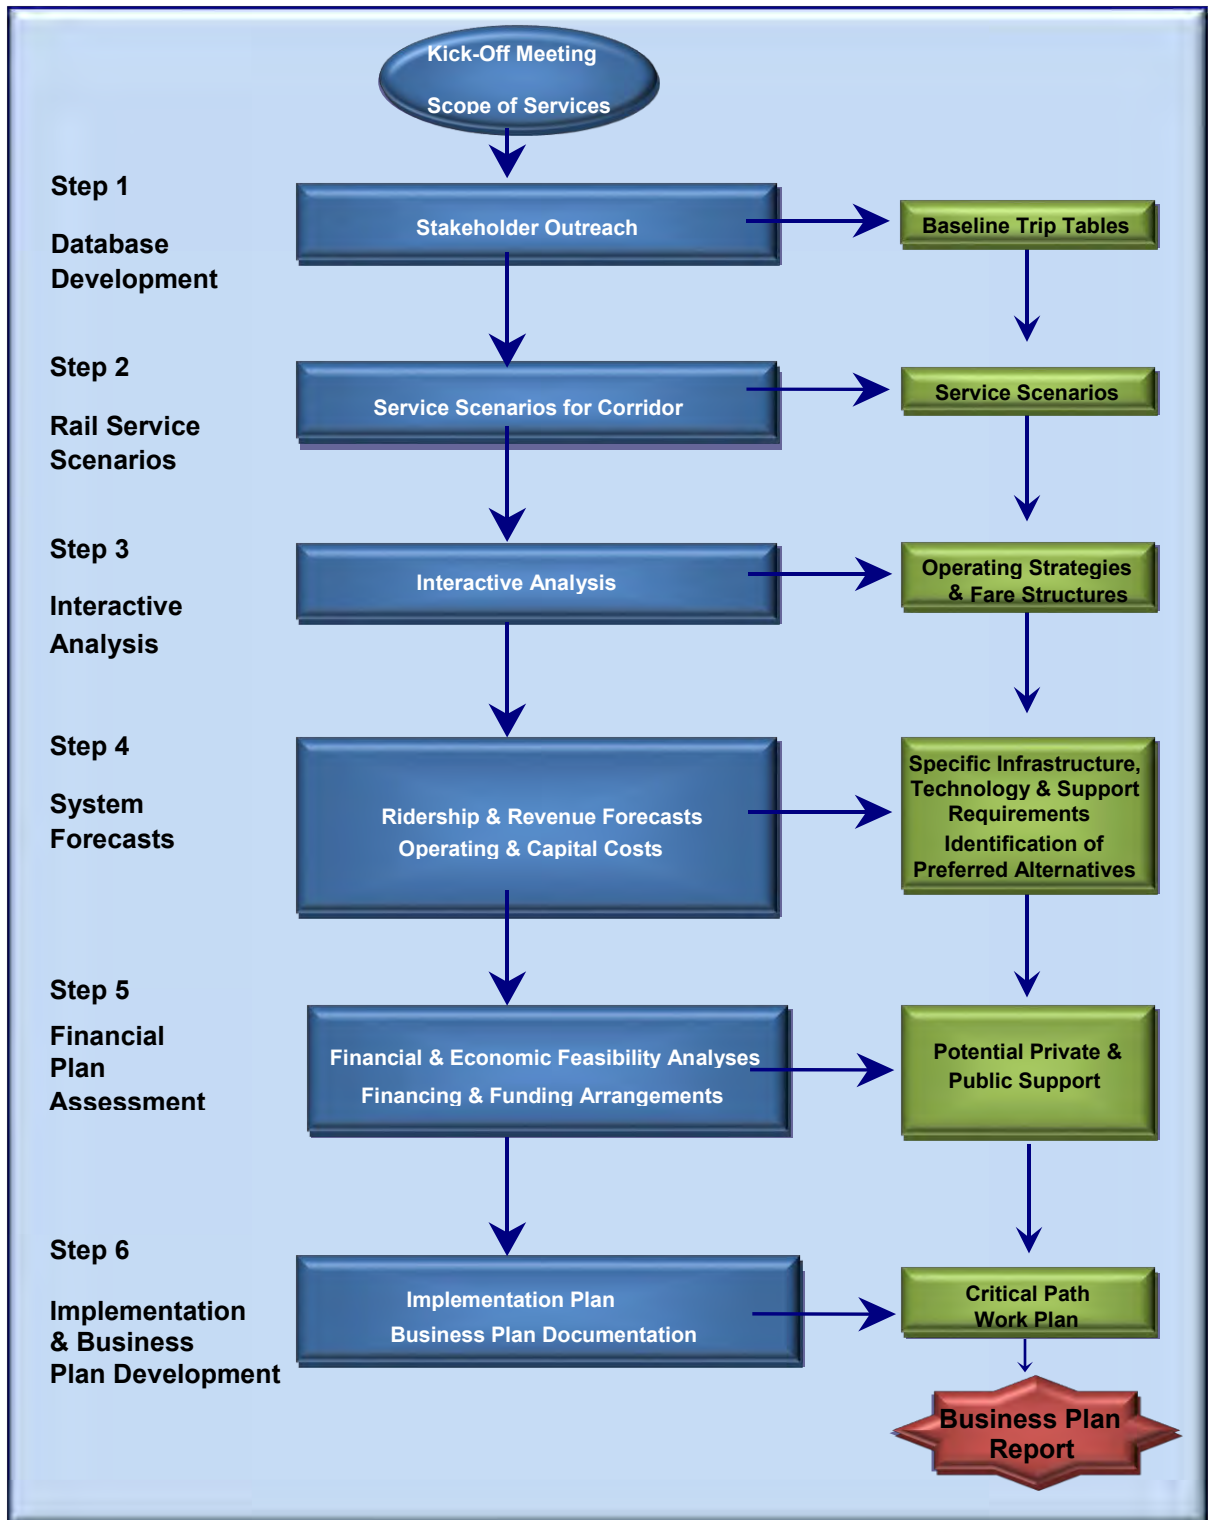 Kick-Off Meeting
Scope of Services
Step 1
Database
Development
Stakeholder Outreach
Baseline Trip Tables
Step 2
Rail Service
Scenarios
Service Scenarios for Corridor
Service Scenarios
Step 3
Interactive
Analysis
Interactive Analysis
Operating Strategies
& Fare Structures
Step 4
System
Forecasts
Ridership & Revenue Forecasts
Operating & Capital Costs
Specific Infrastructure,
Technology & Support
Requirements
Identification of
Preferred Alternatives
Step 5
Financial
Plan
Assessment
Financial & Economic Feasibility Analyses
Financing & Funding Arrangements
Potential Private &
Public Support
Step 6
Implementation
& Business
Plan Development
Implementation Plan
Business Plan Documentation
Critical Path
Work Plan
Business Plan
Report